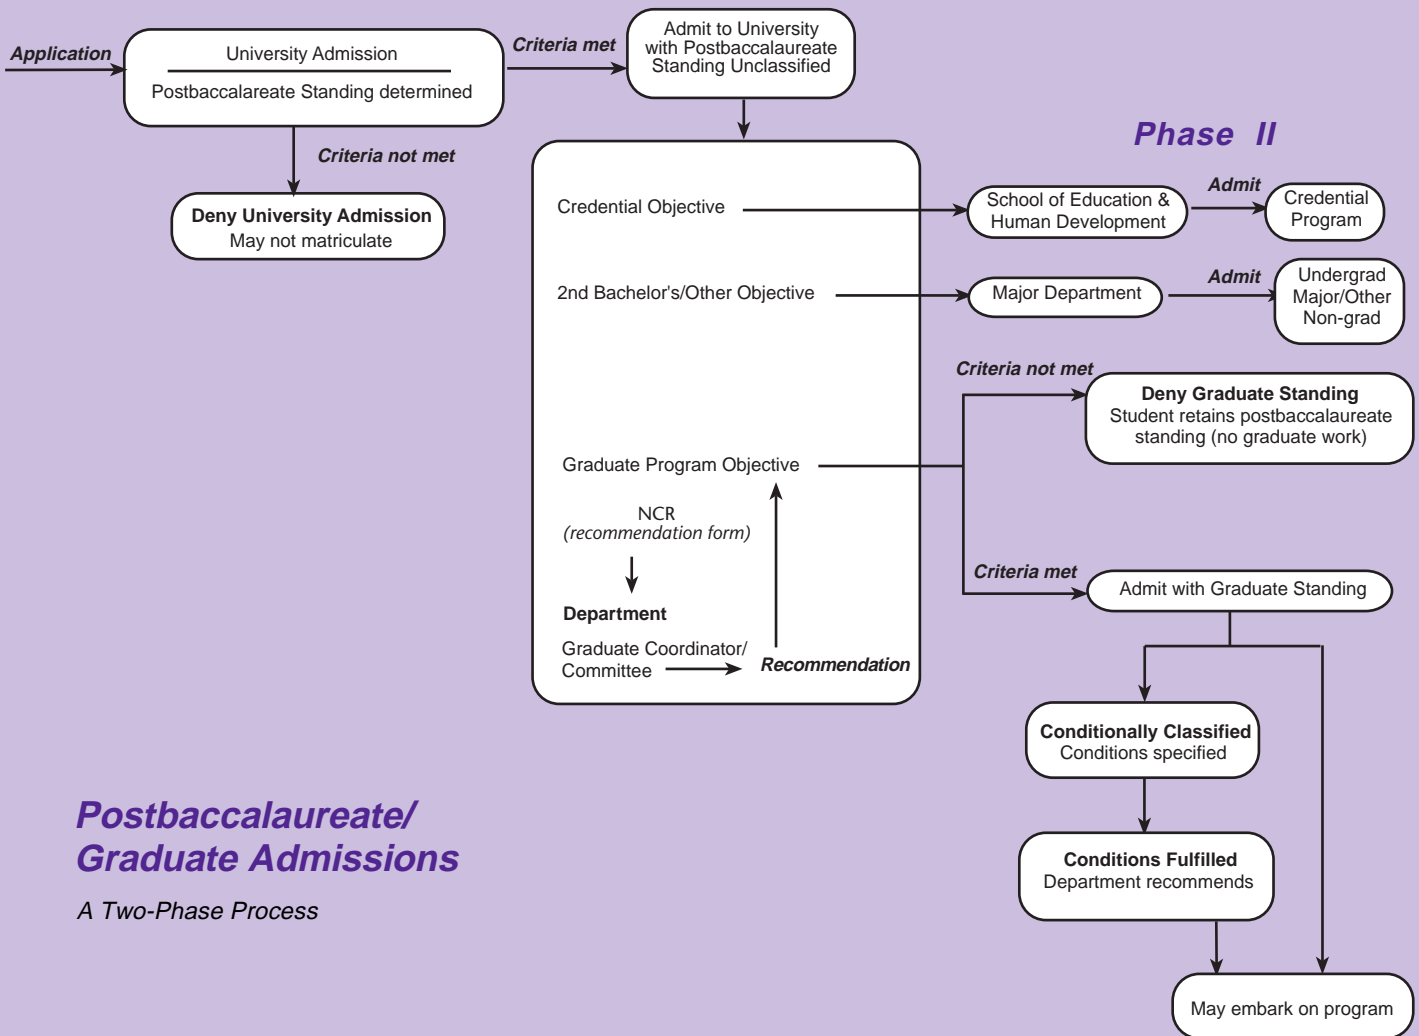 Application
University Admission
Postbaccalareate Standing determined
Criteria met
Admit to University
with Postbaccalaureate
Standing Unclassified
Criteria not met
Deny University Admission
May not matriculate
Phase II
Credential Objective
School of Education &
Human Development
Admit
Credential
Program
2nd Bachelor's/Other Objective
Major Department
Admit
Undergrad
Major/Other
Non-grad
Criteria not met
Deny Graduate Standing
Student retains postbaccalaureate
standing (no graduate work)
Graduate Program Objective
NCR
(recommendation form)
Department
Graduate Coordinator/
Committee
Recommendation
Criteria met
Admit with Graduate Standing
Conditionally Classified
Conditions specified
Conditions Fulfilled
Department recommends
May embark on program
Postbaccalaureate/
Graduate Admissions
A Two-Phase Process